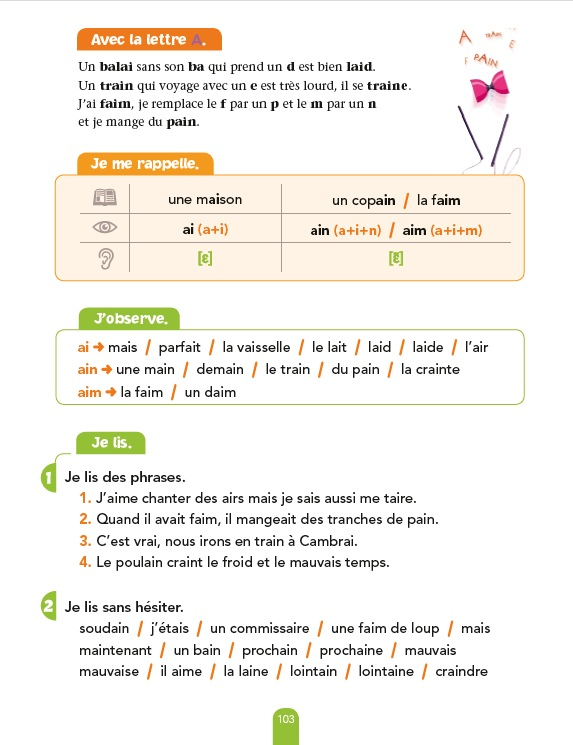 Avec la lettre A.
A TRAIN E
F PAIN
Un balai sans son ba qui prend un d est bien laid.
Un train qui voyage avec un e est très lourd, il se traine.
J'ai faim, je remplace le f par un p et le m par un n
et je mange du pain.
Je me rappelle.
une maison un copain / la faim
ai (a+i) ain (a+i+n) / aim (a+i+m)
[ɛ] [ɛ̃]
J'observe.
ai → mais / parfait / la vaisselle / le lait / laid / laide / l'air
ain → une main / demain / le train / du pain / la crainte
aim → la faim / un daim
Je lis.
1 Je lis des phrases.
1. J'aime chanter des airs mais je sais aussi me taire.
2. Quand il avait faim, il mangeait des tranches de pain.
3. C'est vrai, nous irons en train à Cambrai.
4. Le poulain craint le froid et le mauvais temps.
2 Je lis sans hésiter.
soudain / j'étais / un commissaire / une faim de loup / mais
maintenant / un bain / prochain / prochaine / mauvais
mauvaise / il aime / la laine / lointain / lointaine / craindre
103